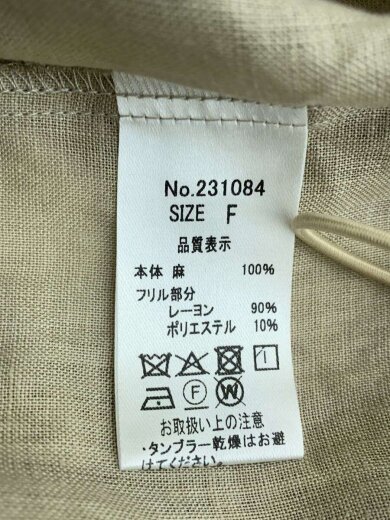 No.231084
SIZE F
品質表示
本体 麻 100%
フリル部分
レーヨン 90%
ポリエステル 10%
F W
お取扱い上の注意
・タンブラー乾燥はお避
けてください。